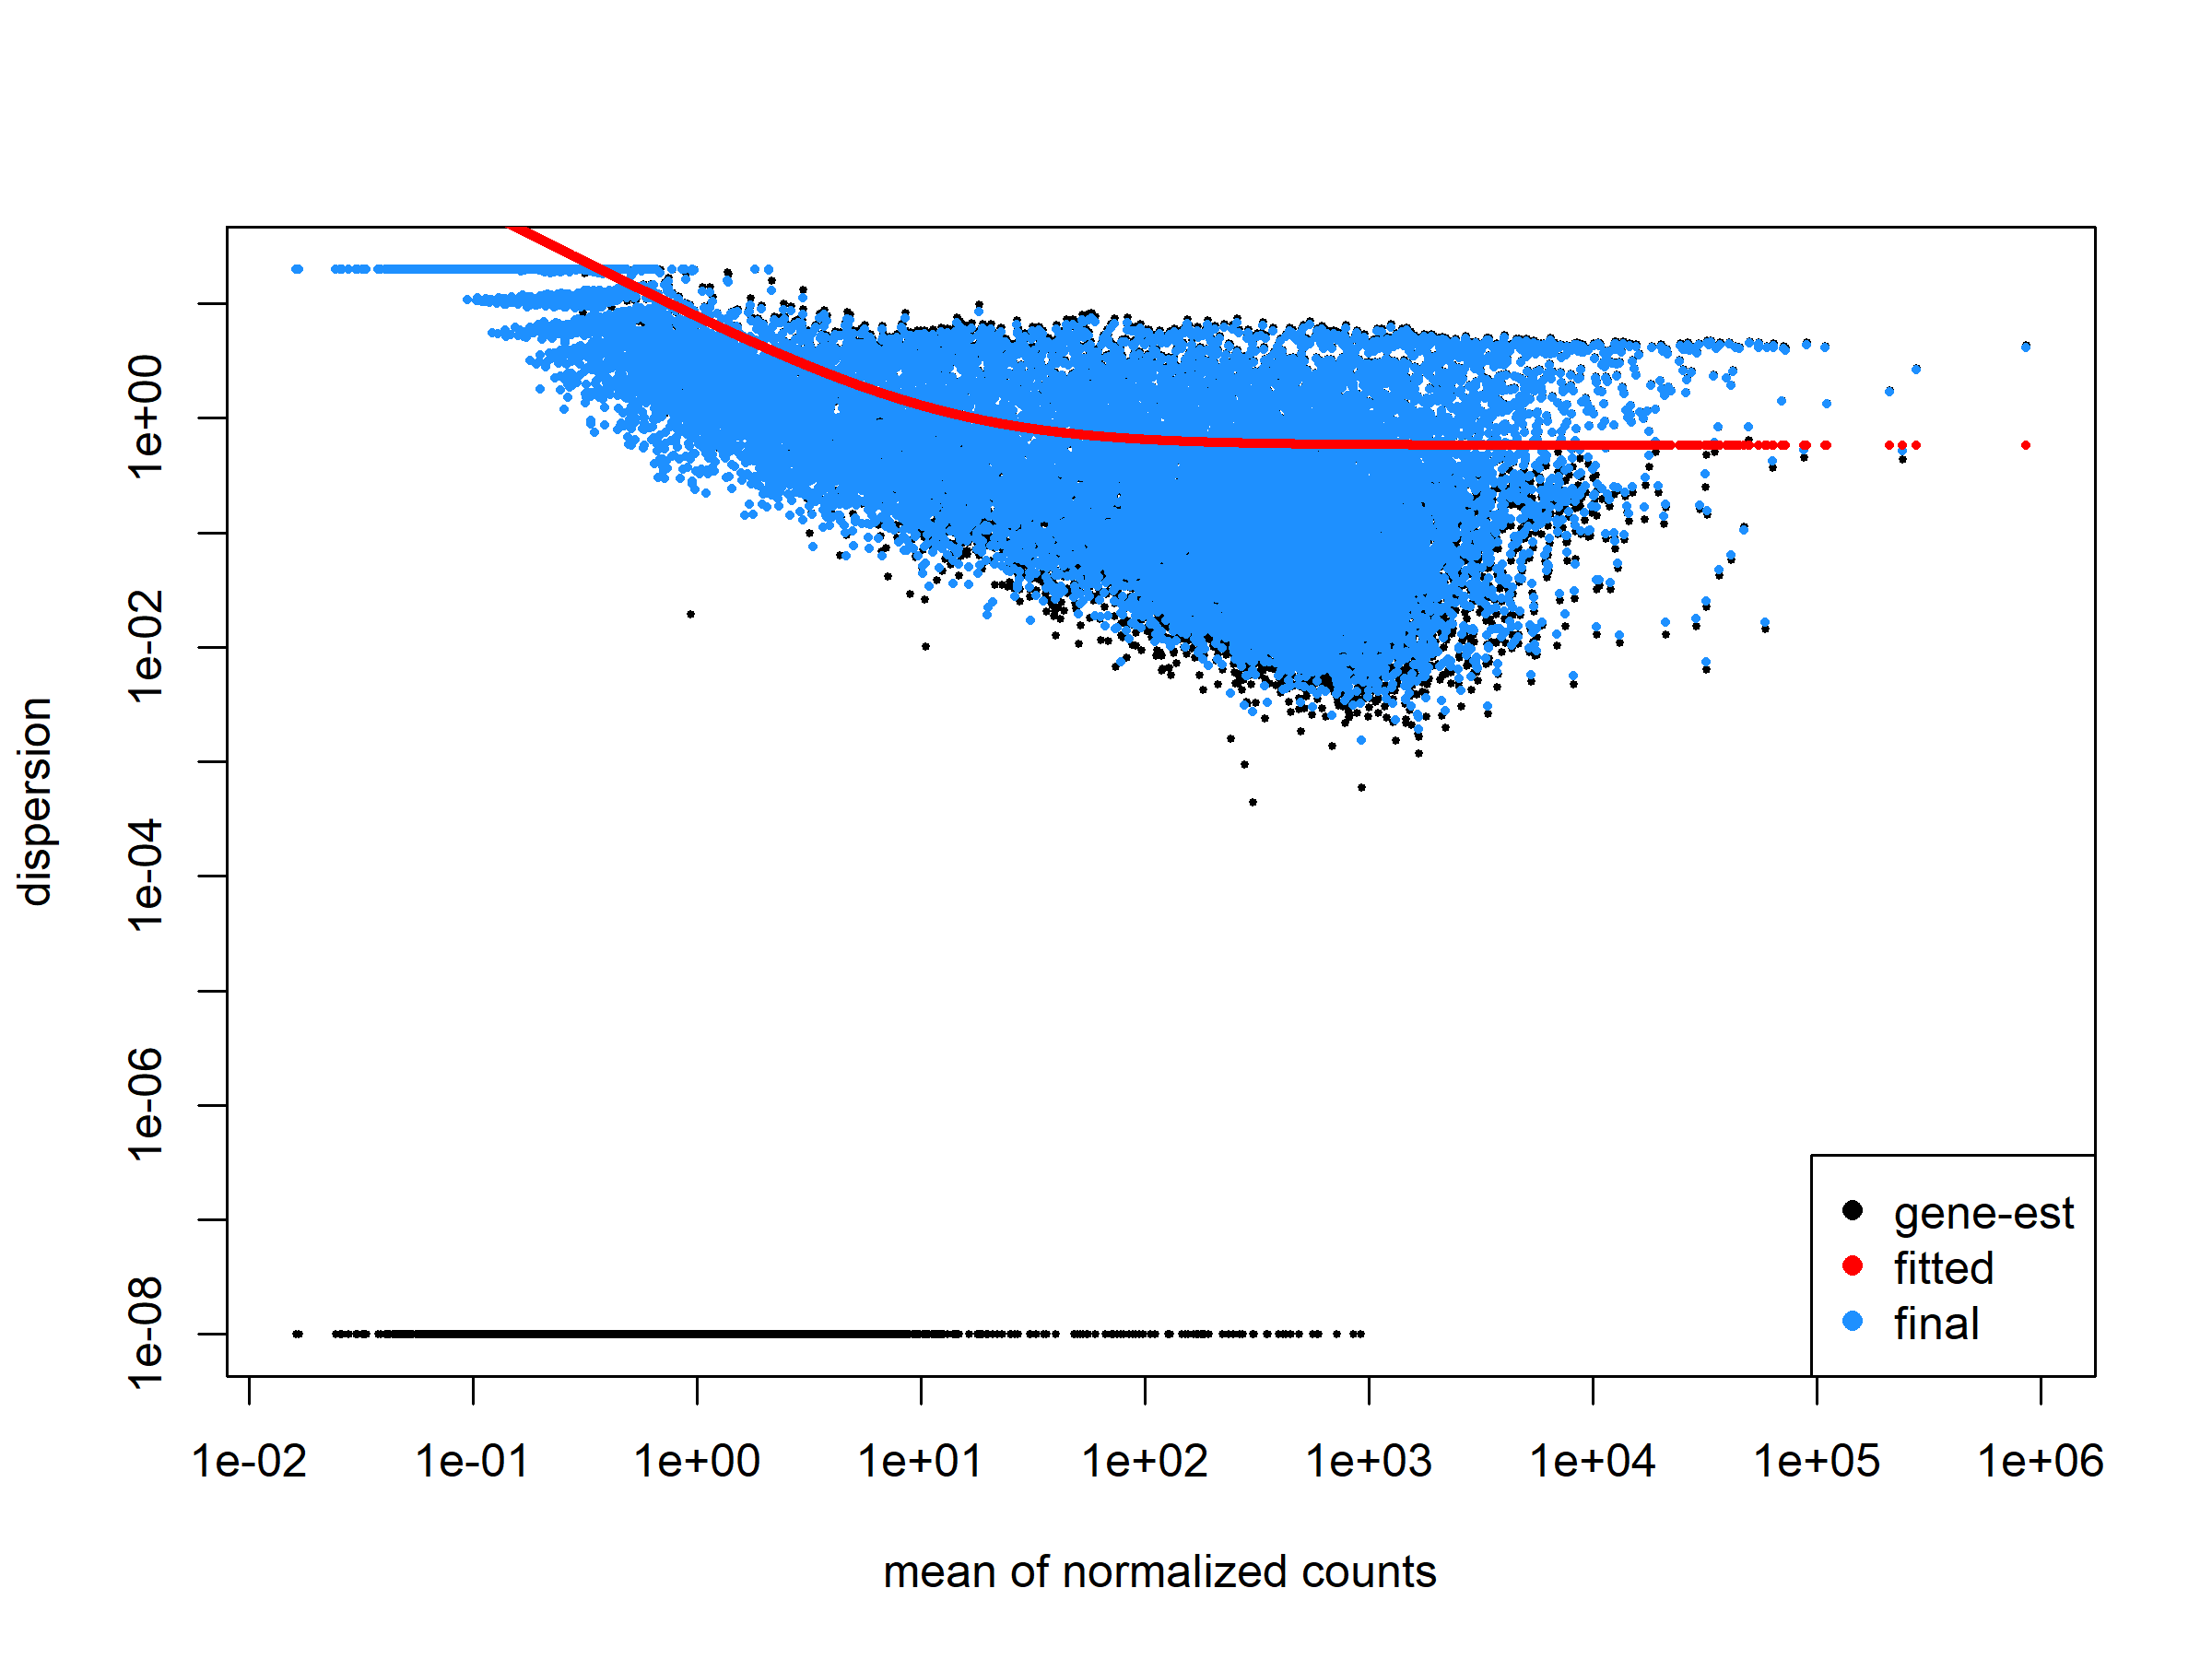 dispersion
1e+00
1e-02
1e-04
1e-06
1e-08
gene-est
fitted
final
1e-02 1e-01 1e+00 1e+01 1e+02 1e+03 1e+04 1e+05 1e+06
mean of normalized counts